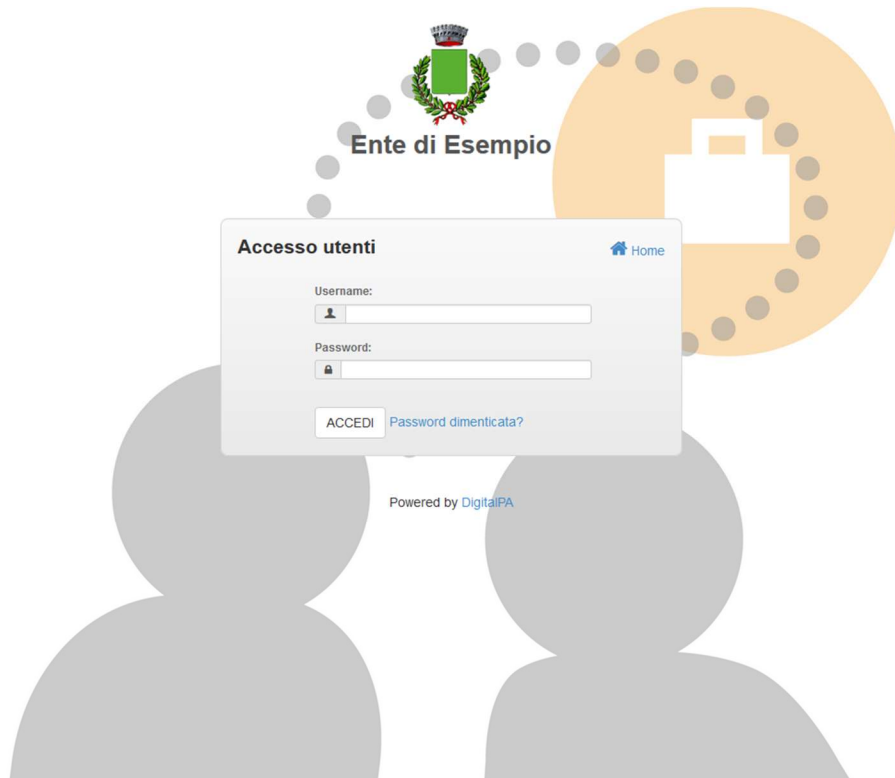 Ente di Esempio
Accesso utenti
Home
Username:
Password:
ACCEDI Password dimenticata?
Powered by DigitalPA